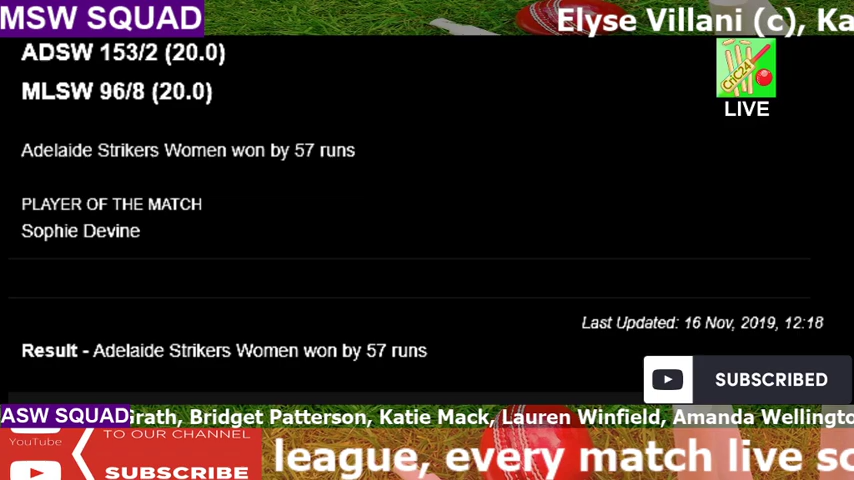 MSW SQUAD
Elyse Villani (c), Ka
ADSW 153/2 (20.0)
MLSW 96/8 (20.0)
CriC24
LIVE
Adelaide Strikers Women won by 57 runs
PLAYER OF THE MATCH
Sophie Devine
Last Updated: 16 Nov, 2019, 12:18
Result - Adelaide Strikers Women won by 57 runs
SUBSCRIBED
ASW SQUAD
Grath, Bridget Patterson, Katie Mack, Lauren Winfield, Amanda Wellingto
YouTube
TO OUR CHANNEL
SUBSCRIBE
league, every match live sc